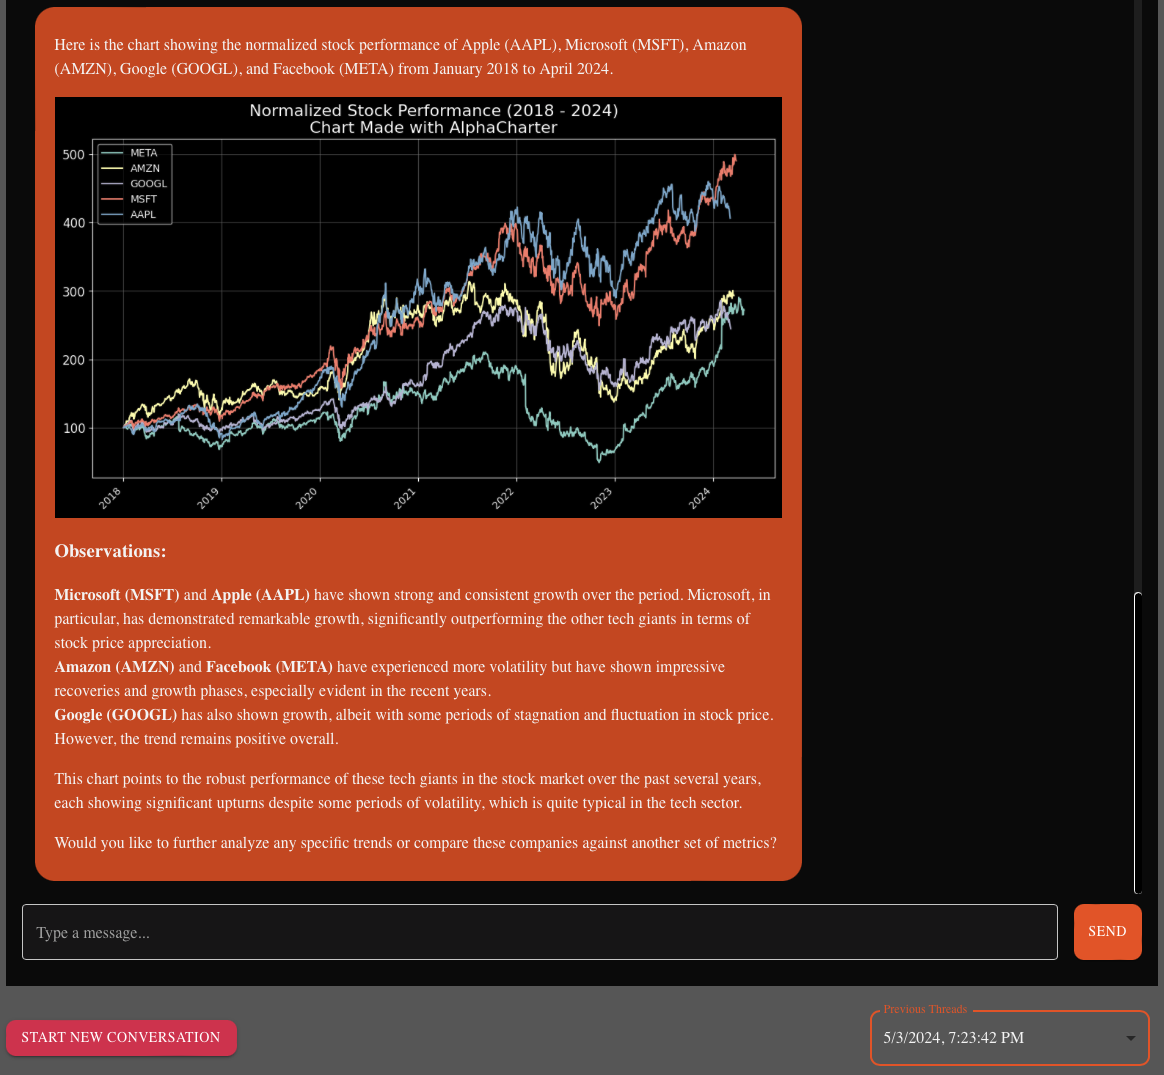 Here is the chart showing the normalized stock performance of Apple (AAPL), Microsoft (MSFT), Amazon
(AMZN), Google (GOOGL), and Facebook (META) from January 2018 to April 2024.
Normalized Stock Performance (2018 - 2024)
Chart Made with AlphaCharter
500
400
300
200
100
META
AMZN
GOOGL
MSFT
AAPL
2018
2019
2020
2021
2022
2023
2024
Observations:
Microsoft (MSFT) and Apple (AAPL) have shown strong and consistent growth over the period. Microsoft, in
particular, has demonstrated remarkable growth, significantly outperforming the other tech giants in terms of
stock price appreciation.
Amazon (AMZN) and Facebook (META) have experienced more volatility but have shown impressive
recoveries and growth phases, especially evident in the recent years.
Google (GOOGL) has also shown growth, albeit with some periods of stagnation and fluctuation in stock price.
However, the trend remains positive overall.
This chart points to the robust performance of these tech giants in the stock market over the past several years,
each showing significant upturns despite some periods of volatility, which is quite typical in the tech sector.
Would you like to further analyze any specific trends or compare these companies against another set of metrics?
Type a message...
SEND
START NEW CONVERSATION
Previous Threads
5/3/2024, 7:23:42 PM